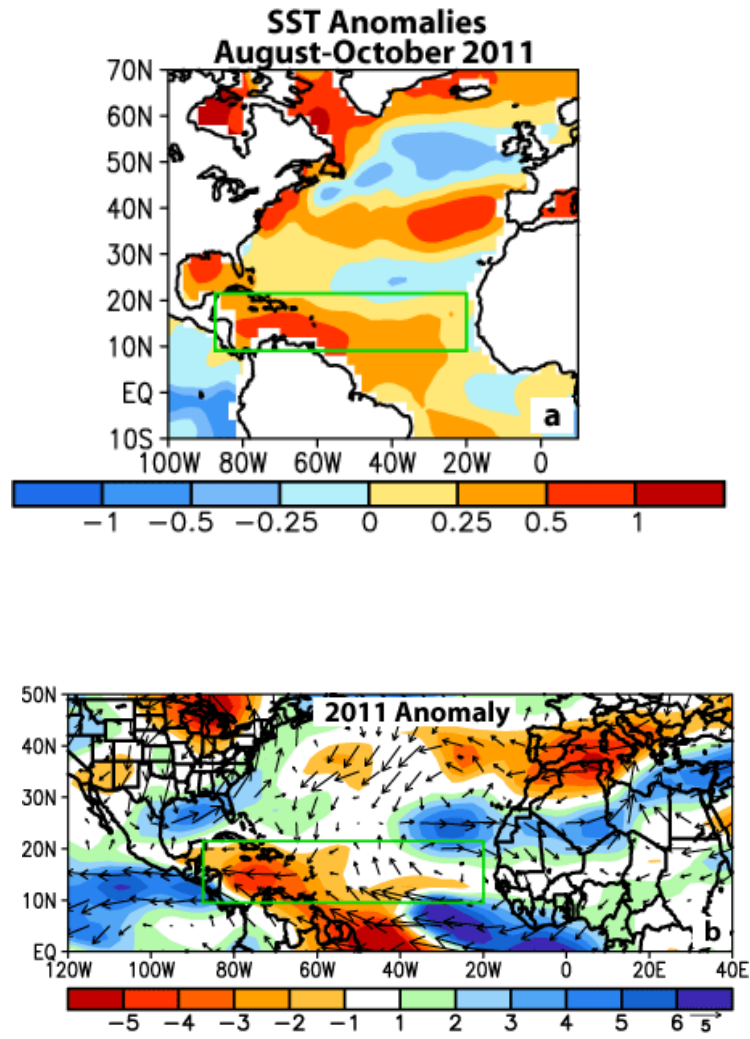 SST Anomalies
August-October 2011
70N
60N
50N
40N
30N
20N
10N
EQ
10S
a
100W 80W 60W 40W 20W 0
−1 −0.5 −0.25 0 0.25 0.5 1
2011 Anomaly
50N
40N
30N
20N
10N
EQ
b
120W 100W 80W 60W 40W 20W 0 20E 40E
−5 −4 −3 −2 −1 1 2 3 4 5 6 5